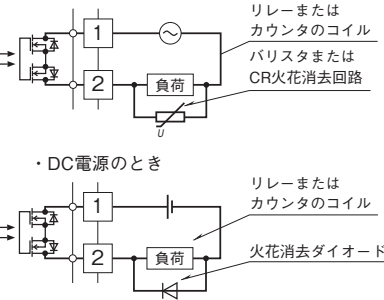 リレーまたは
カウンタのコイル
1
バリスタまたは
CR火花消去回路
2
負荷
U
・DC電源のとき
リレーまたは
カウンタのコイル
1
2
負荷
火花消去ダイオード